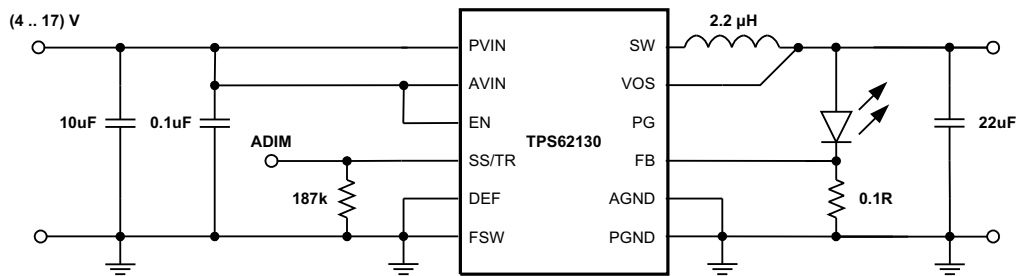 (4 .. 17) V
2.2 µH
PVIN
SW
AVIN
VOS
10uF
0.1uF
EN
PG
22uF
TPS62130
ADIM
SS/TR
FB
187k
DEF
AGND
0.1R
FSW
PGND